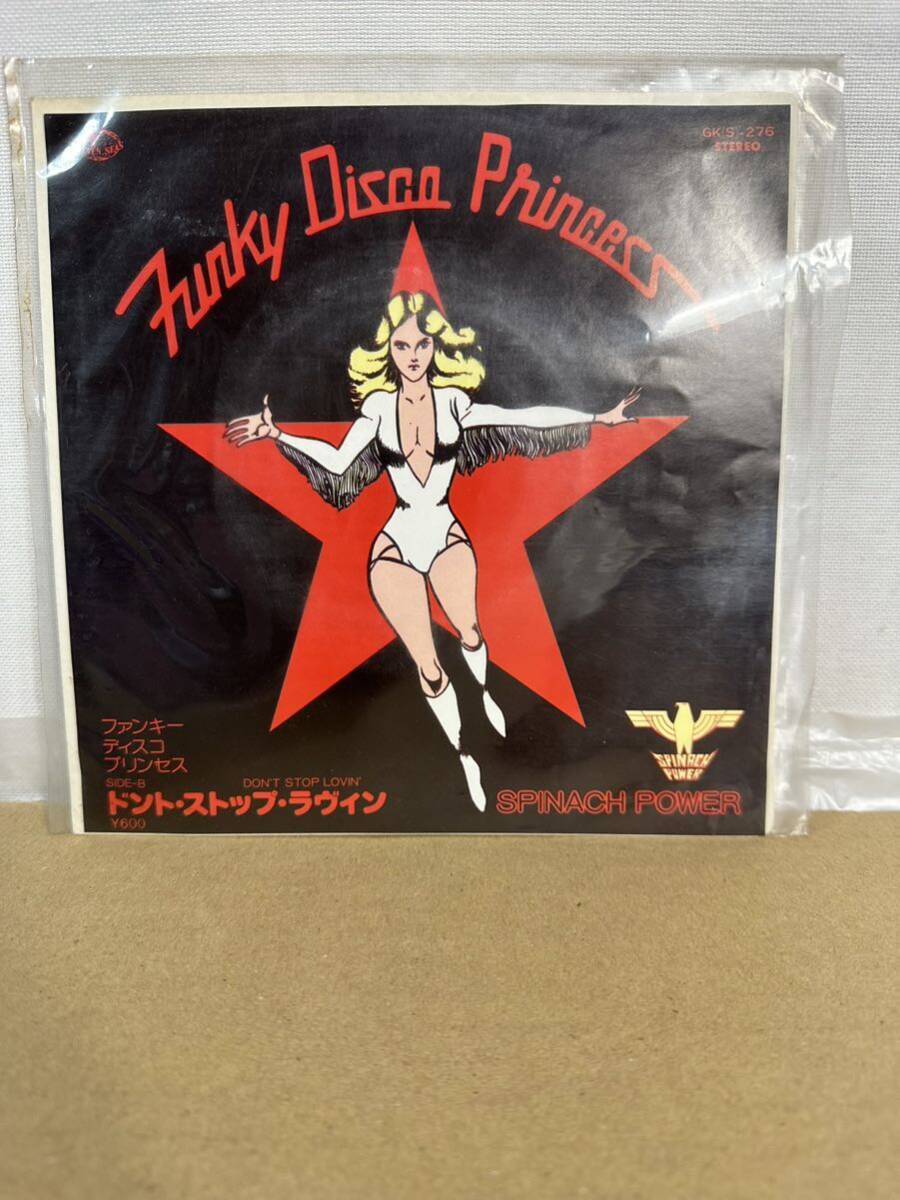 GK(S)-276
STEREO
Funky Disco Princess
ファンキー
ディスコ
プリンセス
SIDE-B DON'T STOP LOVIN'
ドント・ストップ・ラヴィン
¥600
SPINACH
POWER
SPINACH POWER